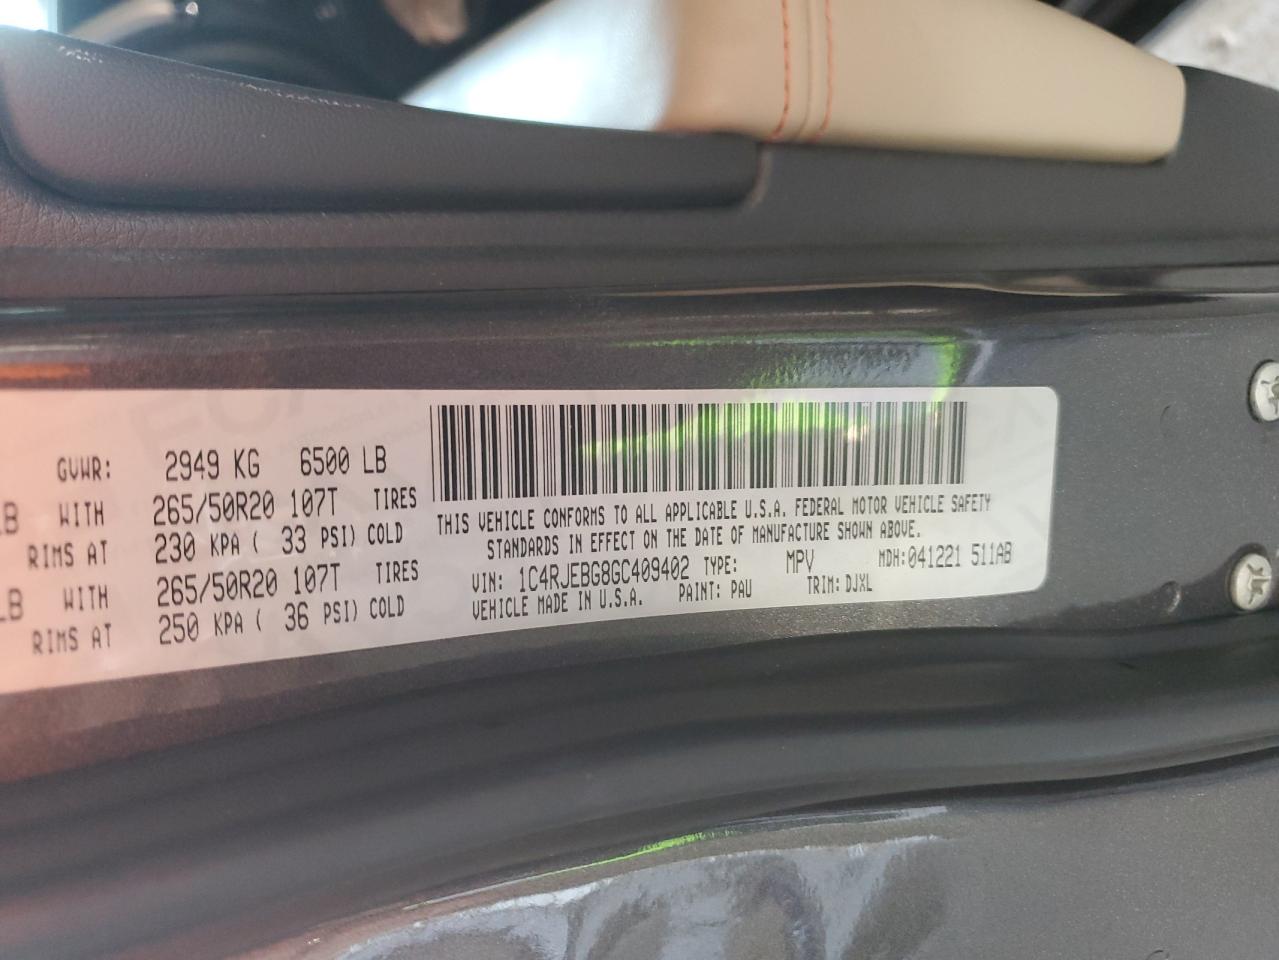 GVWR: 2949 KG 6500 LB
LB WITH 265/50R20 107T TIRES
RIMS AT 230 KPA ( 33 PSI) COLD
LB WITH 265/50R20 107T TIRES
RIMS AT 250 KPA ( 36 PSI) COLD
THIS VEHICLE CONFORMS TO ALL APPLICABLE U.S.A. FEDERAL MOTOR VEHICLE SAFETY
STANDARDS IN EFFECT ON THE DATE OF MANUFACTURE SHOWN ABOVE.
VIN: 1C4RJEBG8GC409402 TYPE: MPV MDH:041221 511AB
VEHICLE MADE IN U.S.A. PAINT: PAU TRIM: DJXL